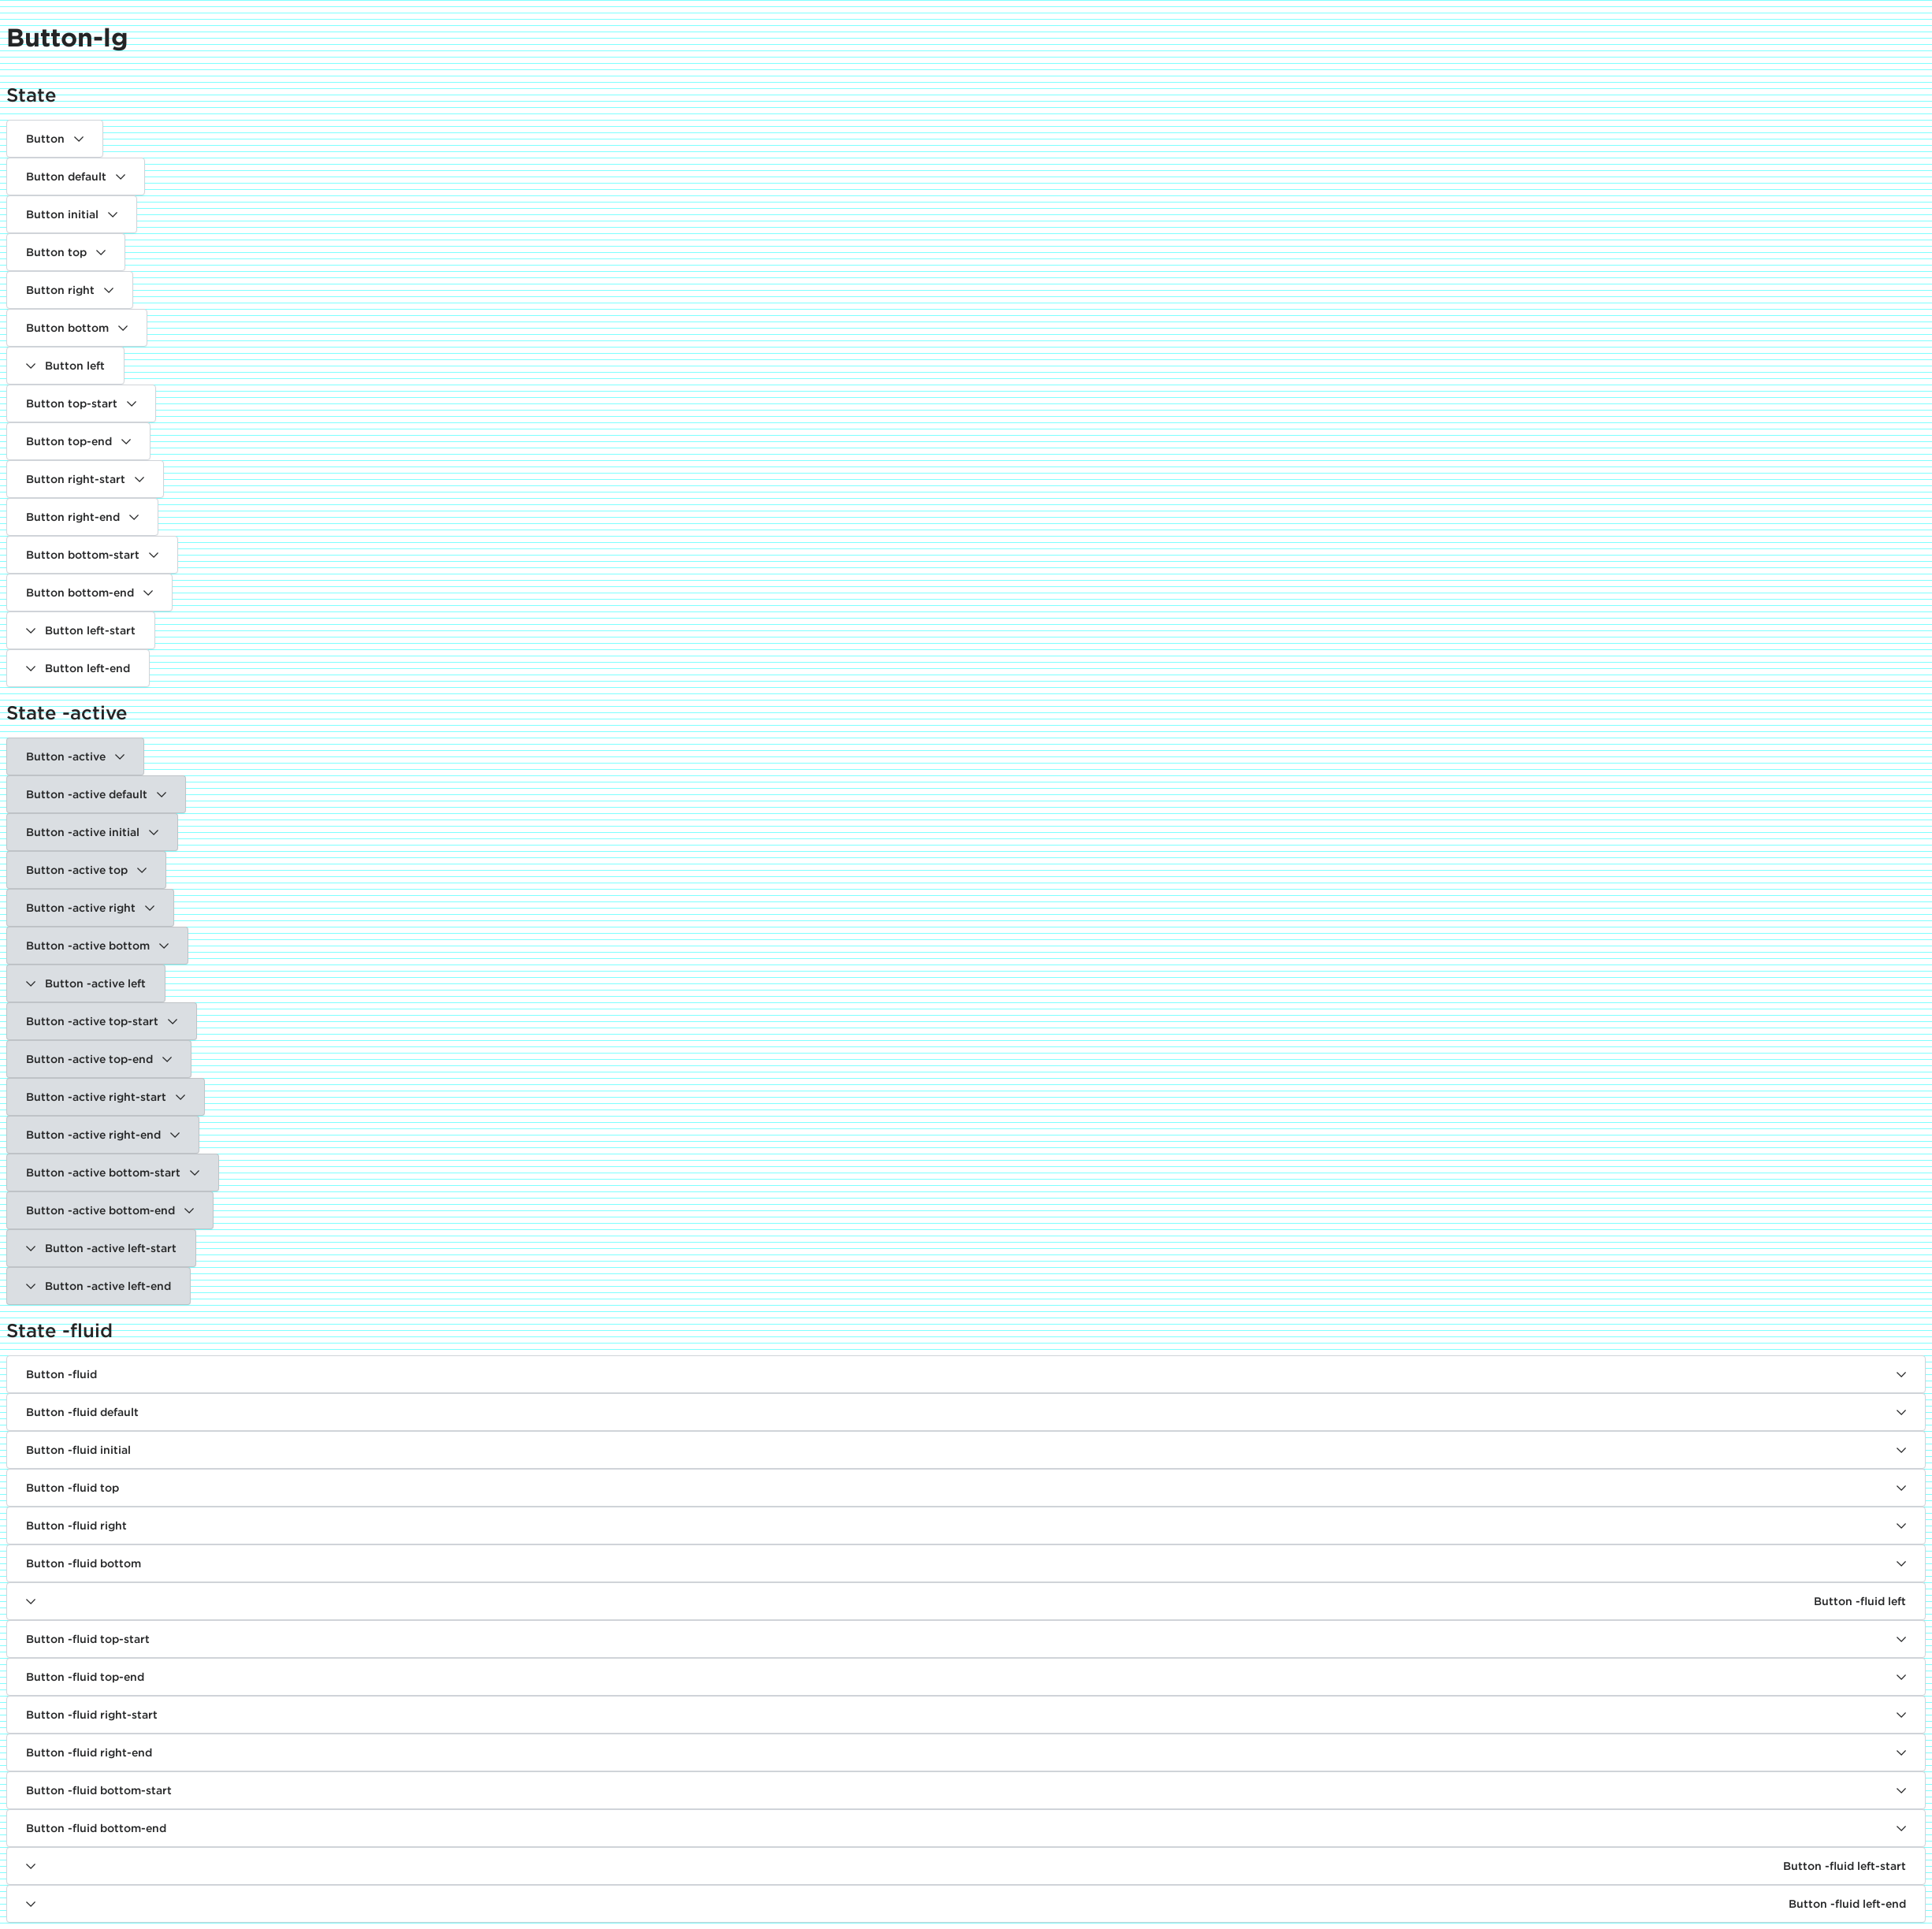 Button-lg
State
Button
Button default
Button initial
Button top
Button right
Button bottom
Button left
Button top-start
Button top-end
Button right-start
Button right-end
Button bottom-start
Button bottom-end
Button left-start
Button left-end
State -active
Button -active
Button -active default
Button -active initial
Button -active top
Button -active right
Button -active bottom
Button -active left
Button -active top-start
Button -active top-end
Button -active right-start
Button -active right-end
Button -active bottom-start
Button -active bottom-end
Button -active left-start
Button -active left-end
State -fluid
Button -fluid
Button -fluid default
Button -fluid initial
Button -fluid top
Button -fluid right
Button -fluid bottom
Button -fluid left
Button -fluid top-start
Button -fluid top-end
Button -fluid right-start
Button -fluid right-end
Button -fluid bottom-start
Button -fluid bottom-end
Button -fluid left-start
Button -fluid left-end